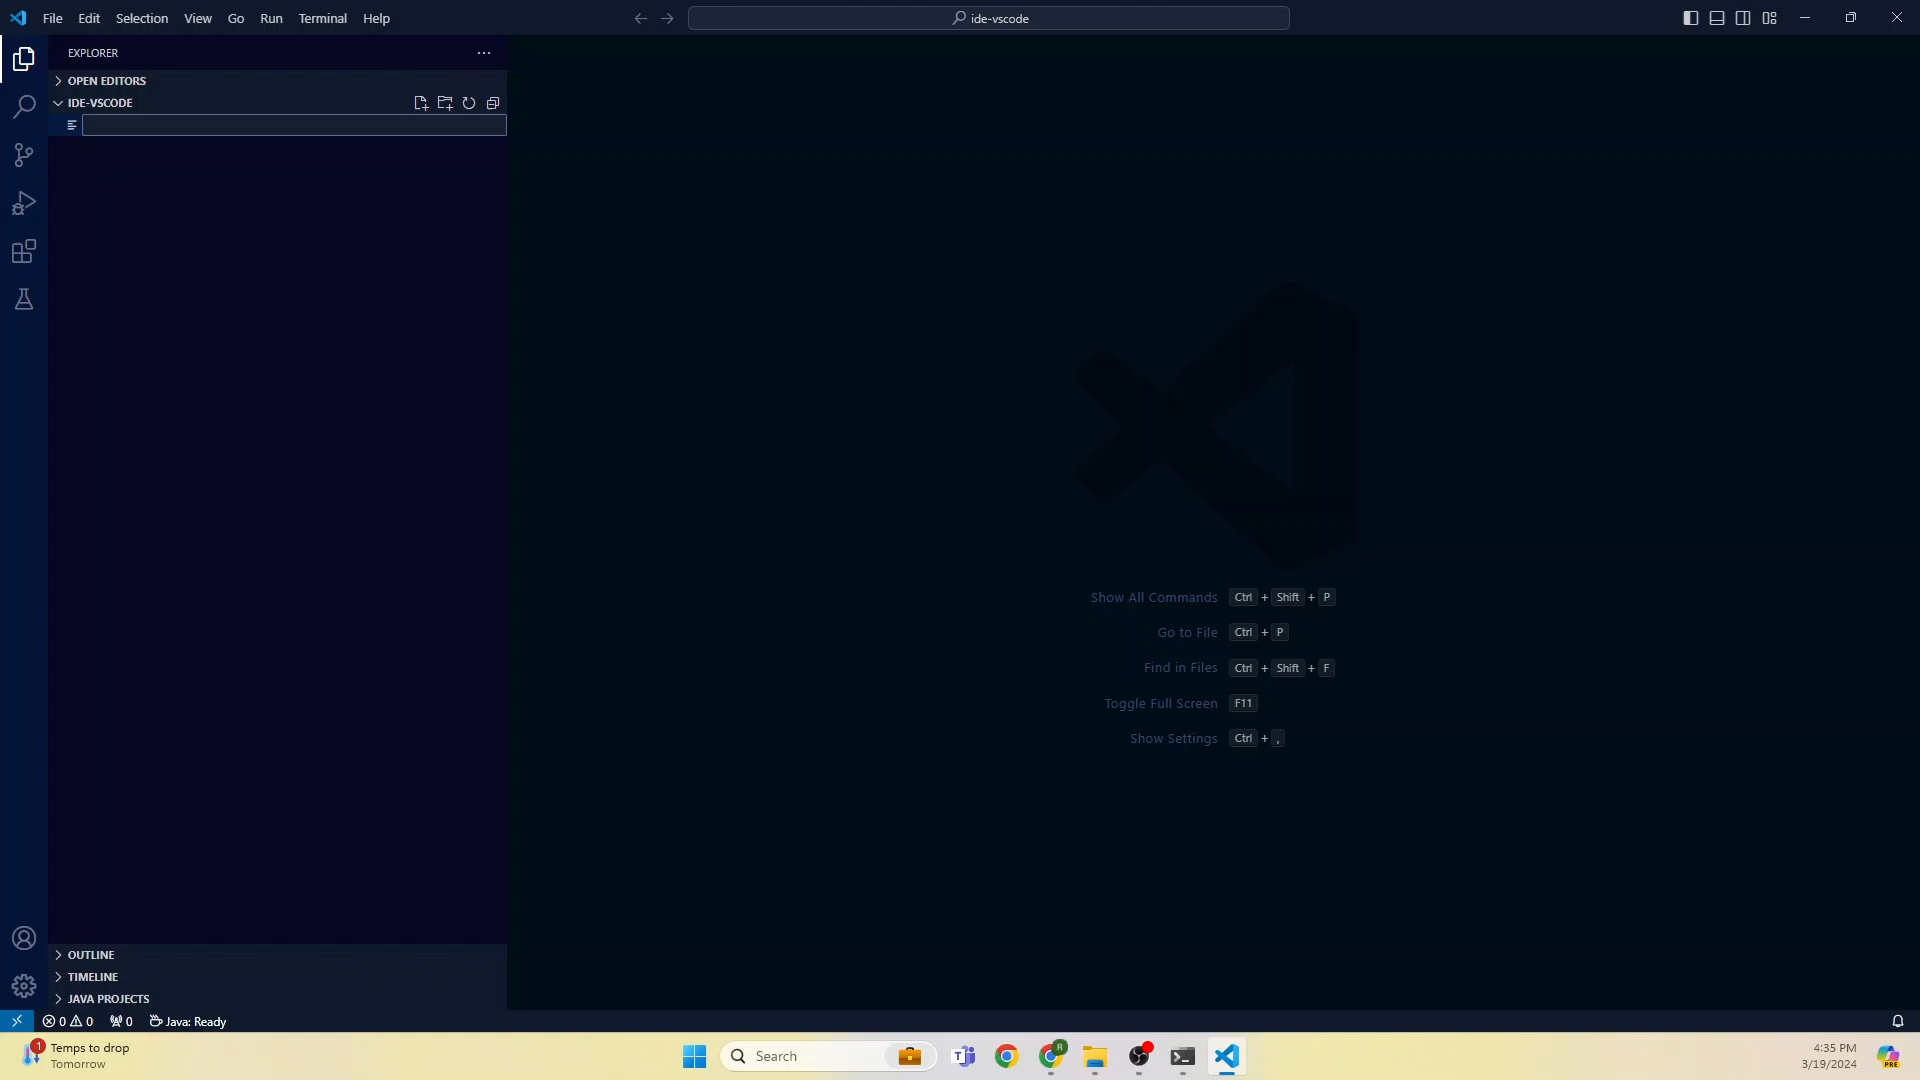 File Edit Selection View Go Run Terminal Help
ide-vscode
EXPLORER
OPEN EDITORS
IDE-VSCODE
Show All Commands Ctrl + Shift + P
Go to File Ctrl + P
Find in Files Ctrl + Shift + F
Toggle Full Screen F11
Show Settings Ctrl + ,
OUTLINE
TIMELINE
JAVA PROJECTS
0 0 0 Java: Ready
1
Temps to drop
Tomorrow
Search
R
4:35 PM
3/19/2024
PRE